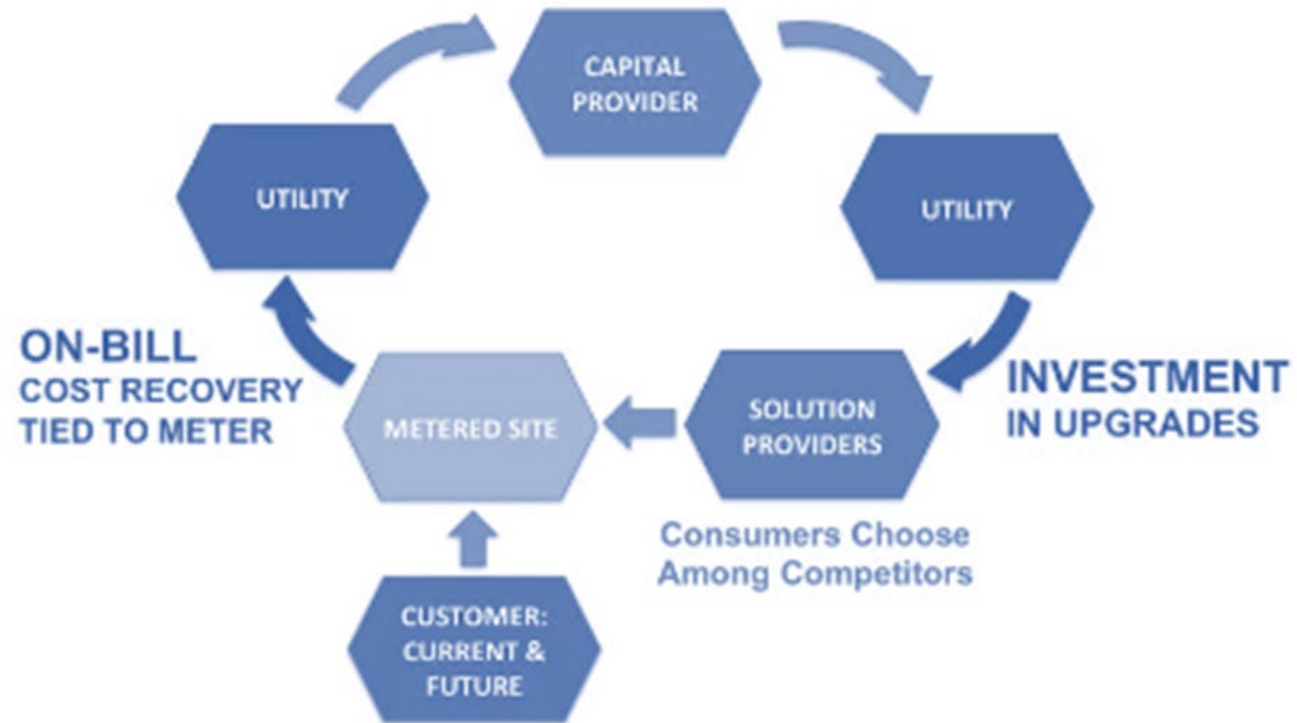 CAPITAL
PROVIDER
UTILITY
UTILITY
ON-BILL
COST RECOVERY
TIED TO METER
METERED SITE
SOLUTION
PROVIDERS
INVESTMENT
IN UPGRADES
Consumers Choose
Among Competitors
CUSTOMER:
CURRENT &
FUTURE